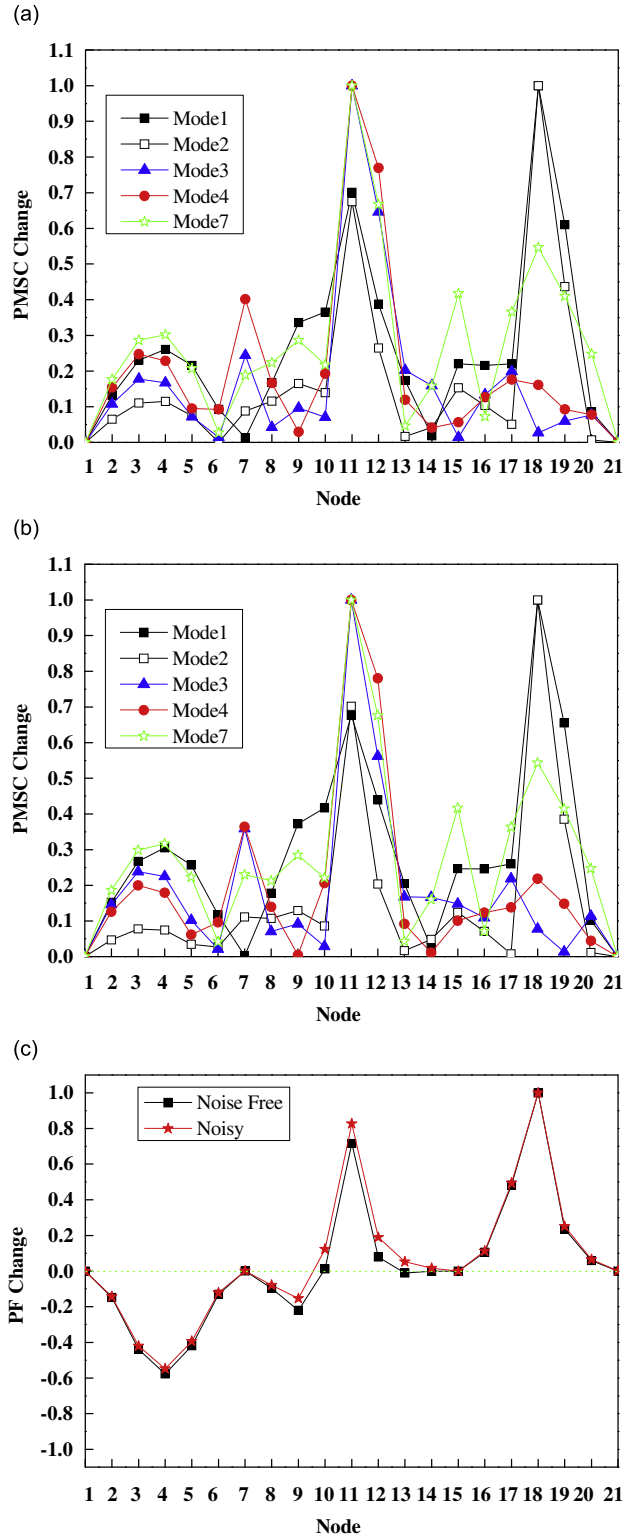 (a)
1.1
1.0
0.9
0.8
0.7
0.6
0.5
0.4
0.3
0.2
0.1
0.0
PMSC Change
Mode1
Mode2
Mode3
Mode4
Mode7
1 2 3 4 5 6 7 8 9 10 11 12 13 14 15 16 17 18 19 20 21
Node
(b)
1.1
1.0
0.9
0.8
0.7
0.6
0.5
0.4
0.3
0.2
0.1
0.0
PMSC Change
Mode1
Mode2
Mode3
Mode4
Mode7
1 2 3 4 5 6 7 8 9 10 11 12 13 14 15 16 17 18 19 20 21
Node
(c)
1.0
0.8
0.6
0.4
0.2
0.0
-0.2
-0.4
-0.6
-0.8
-1.0
PF Change
Noise Free
Noisy
1 2 3 4 5 6 7 8 9 10 11 12 13 14 15 16 17 18 19 20 21
Node